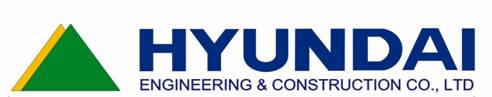 HYUNDAI
ENGINEERING & CONSTRUCTION CO., LTD